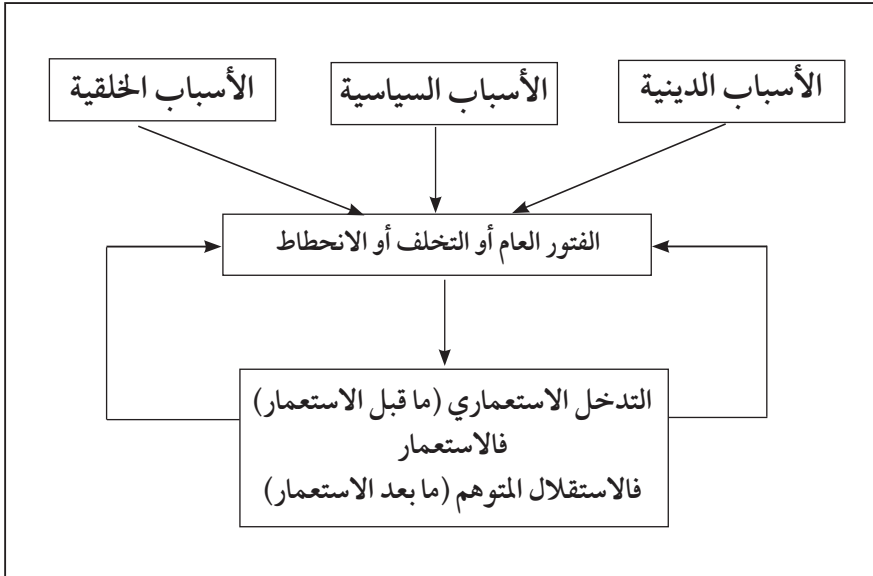 الأسباب الدينية
الأسباب السياسية
الأسباب الخلقية
الفتور العام أو التخلف أو الانحطاط
التدخل الاستعماري (ما قبل الاستعمار)
فالاستعمار
فالاستقلال المتوهم (ما بعد الاستعمار)